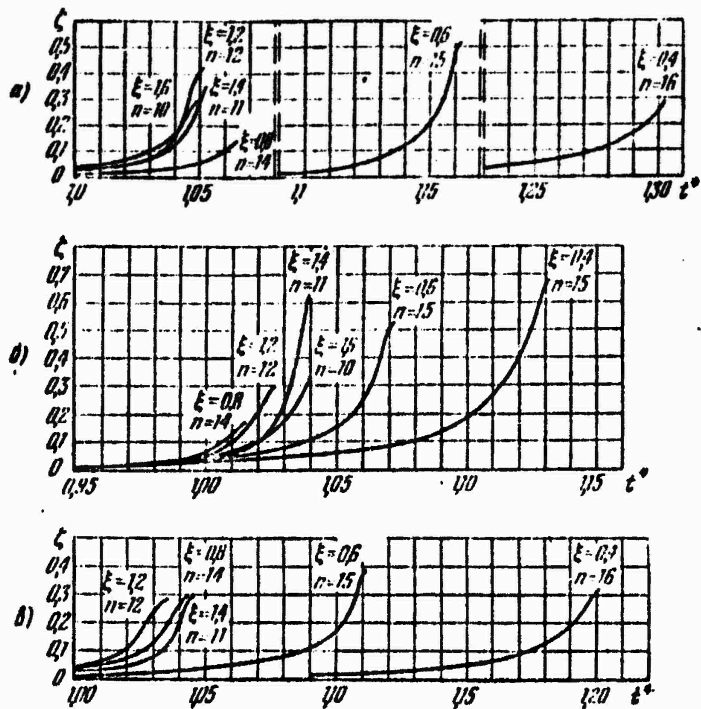 ζ
а)
0,5
0,4
0,3
0,2
0,1
0
ξ=1,2
n=12
ξ=1,6
n=10
ξ=1,4
n=11
ξ=0,8
n=14
ξ=0,6
n=15
ξ=0,4
n=16
1,0 1,05 1,1 1,15 1,25 1,30 t*
ζ
б)
0,7
0,6
0,5
0,4
0,3
0,2
0,1
0
ξ=1,4
n=11
ξ=1,2
n=12
ξ=1,6
n=10
ξ=0,8
n=14
ξ=0,6
n=15
ξ=0,4
n=15
0,95 1,00 1,05 1,10 1,15 t*
ζ
в)
0,4
0,3
0,2
0,1
0
ξ=1,2
n=12
ξ=0,8
n=14
ξ=1,4
n=11
ξ=0,6
n=15
ξ=0,4
n=16
1,00 1,05 1,10 1,15 1,20 t*